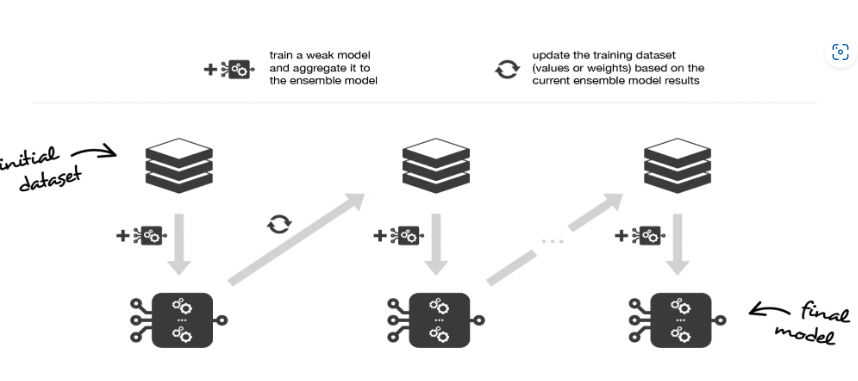 train a weak model
and aggregate it to
the ensemble model
update the training dataset
(values or weights) based on the
current ensemble model results
initial
dataset
...
final
model